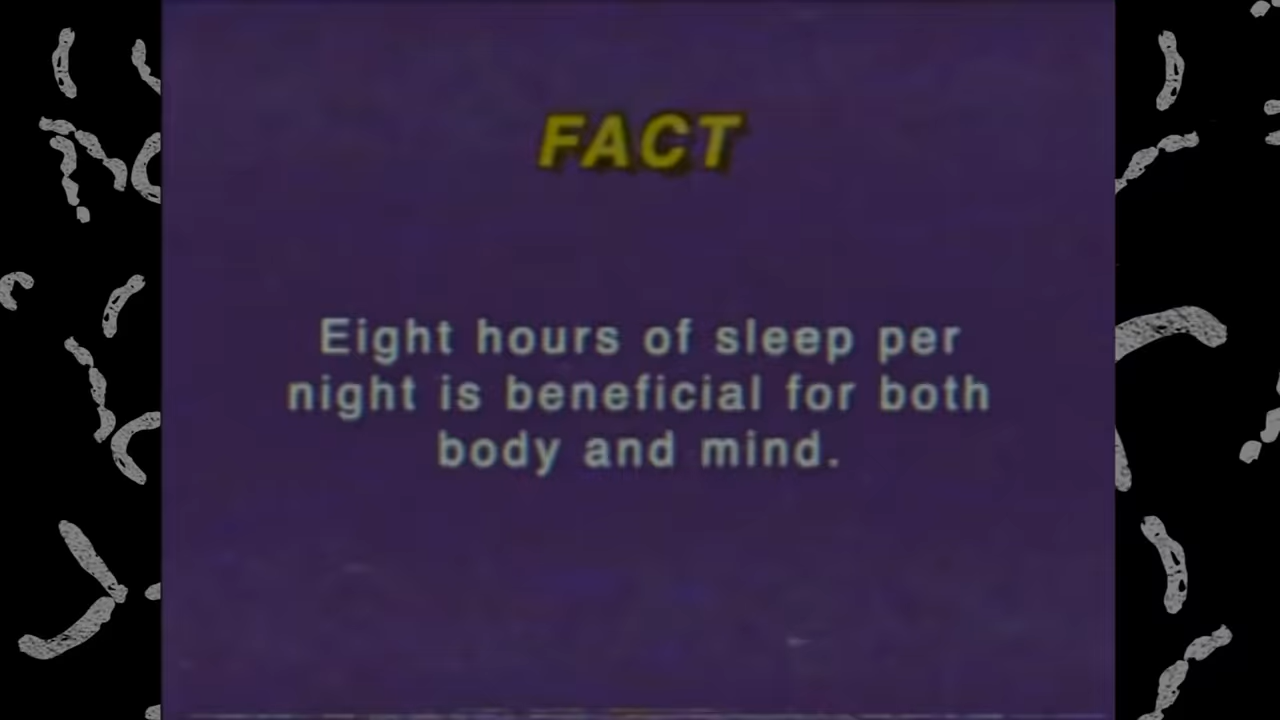 FACT
Eight hours of sleep per
night is beneficial for both
body and mind.